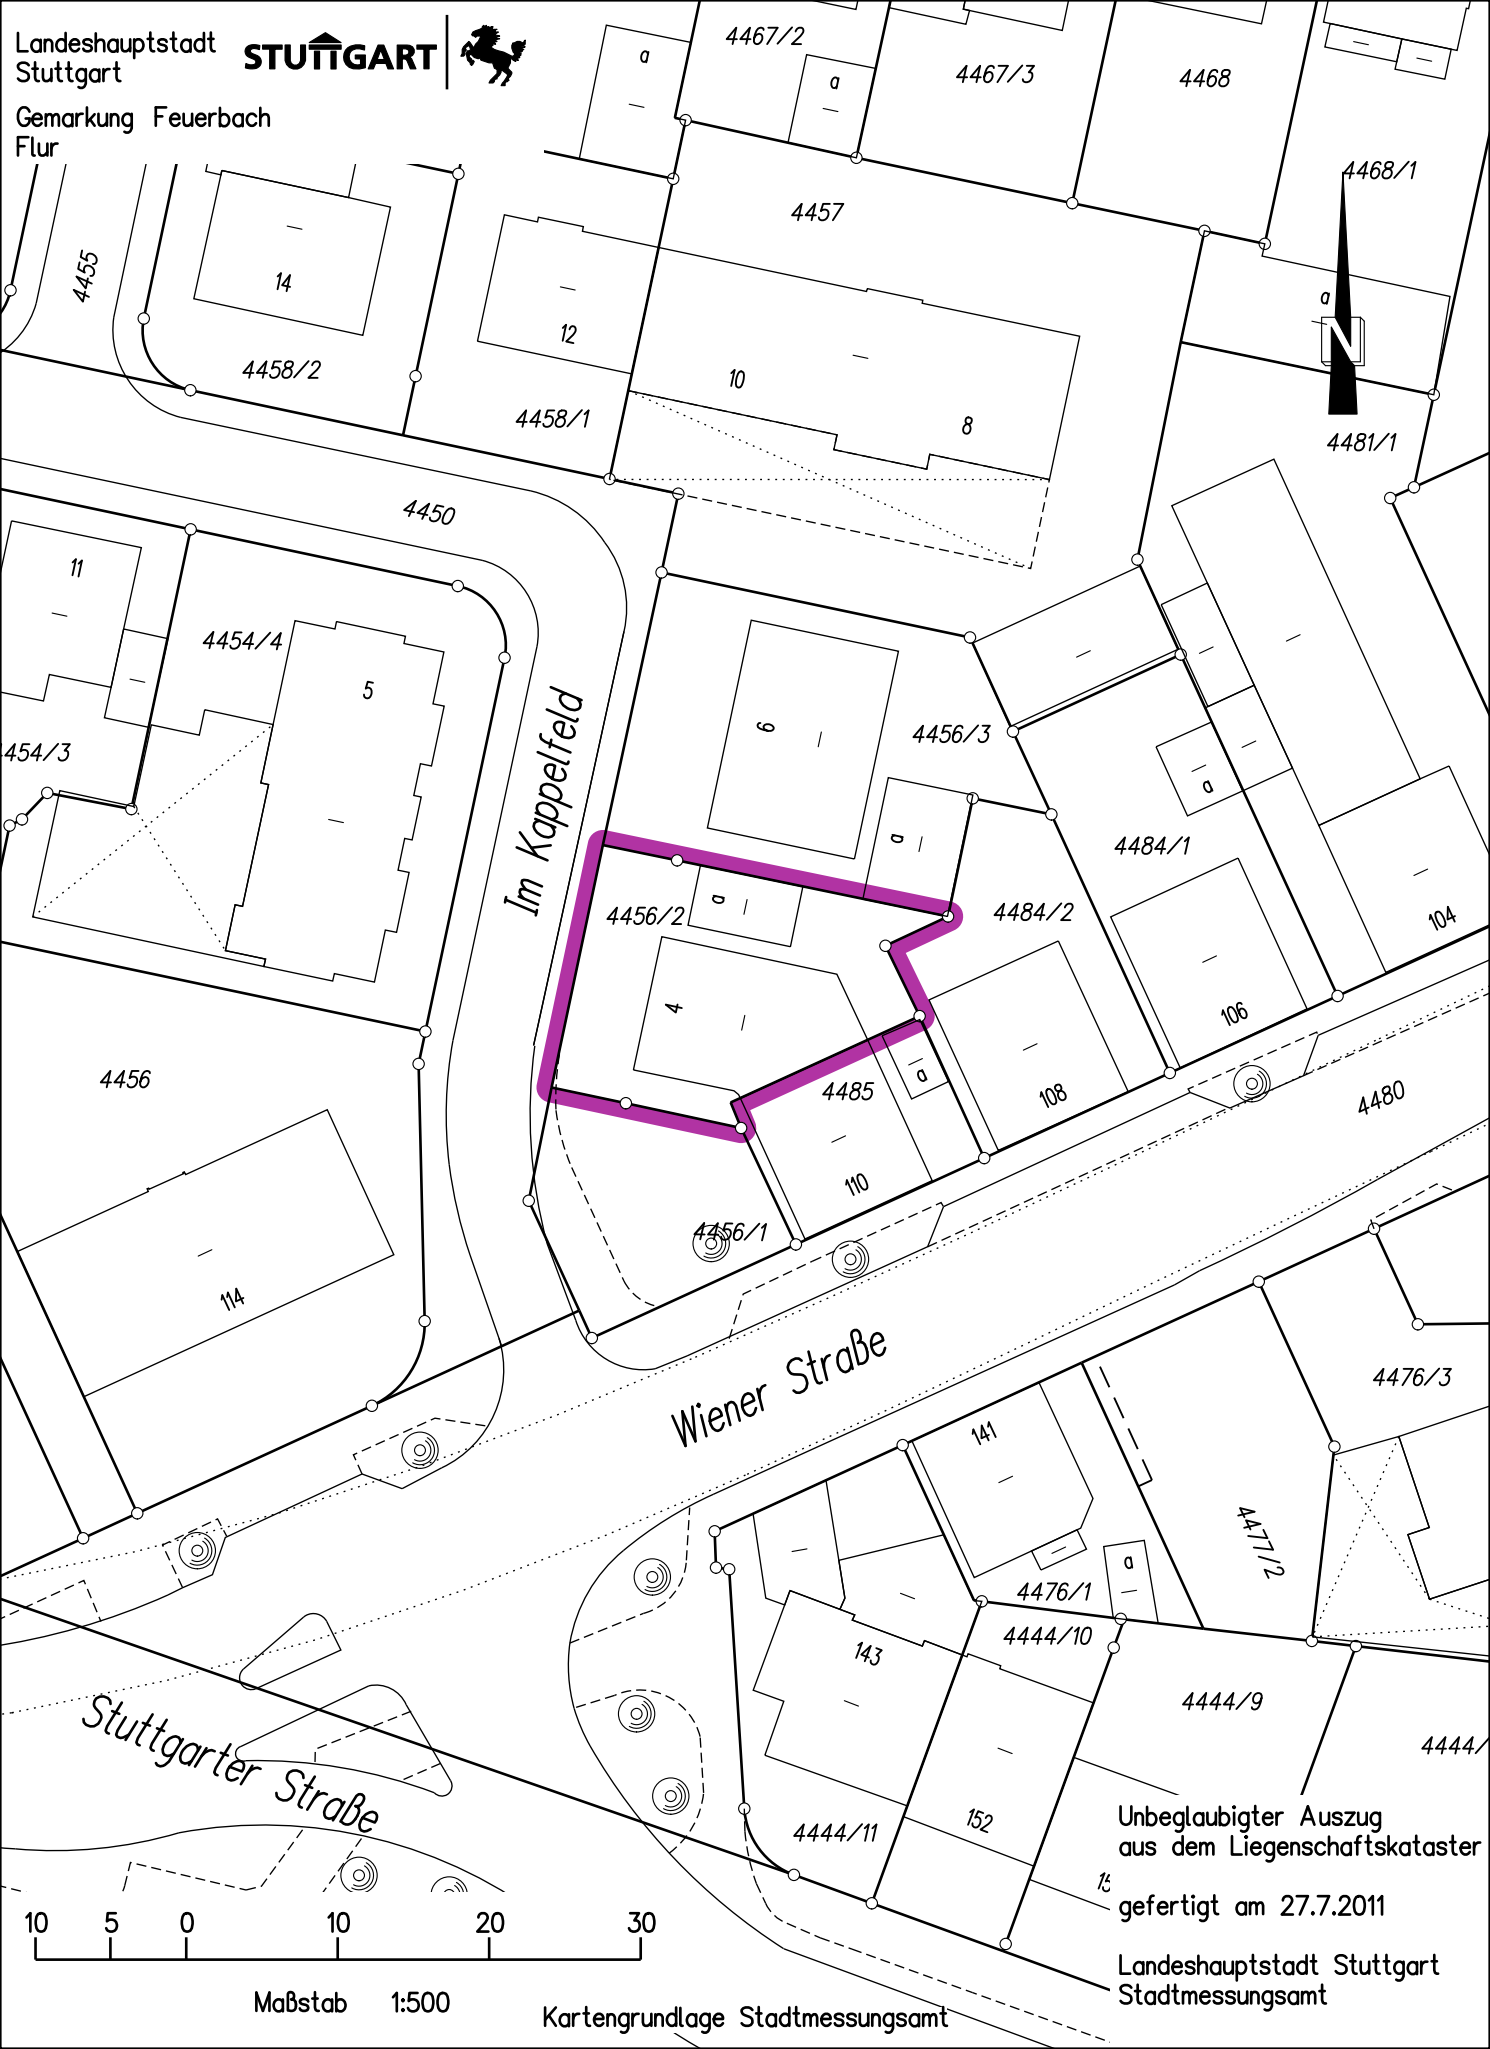 Landeshauptstadt
Stuttgart
STUTTGART
Gemarkung Feuerbach
Flur
a
4467/2
a
4467/3
4468
4468/1
4457
4455
14
12
10
8
4458/2
4458/1
a
N
4481/1
4450
11
4454/4
5
454/3
Im Kappelfeld
6
4456/3
a
a
4484/1
4456/2
a
4484/2
104
4
106
4456
4485
a
108
4480
110
4456/1
114
Wiener Straße
4476/3
141
4477/2
a
4476/1
4444/10
143
4444/9
4444/
Stuttgarter Straße
152
4444/11
15
Unbeglaubigter Auszug
aus dem Liegenschaftskataster
gefertigt am 27.7.2011
Landeshauptstadt Stuttgart
Stadtmessungsamt
10 5 0 10 20 30
Maßstab 1:500
Kartengrundlage Stadtmessungsamt